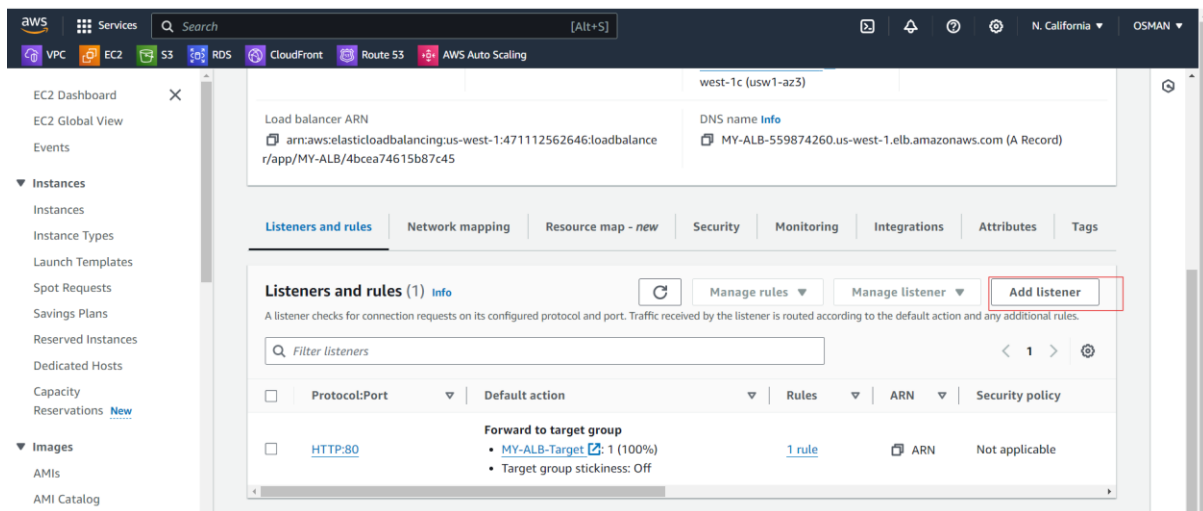 aws Services Search [Alt+S] N. California ▼ OSMAN ▼
VPC EC2 S3 RDS CloudFront Route 53 AWS Auto Scaling
EC2 Dashboard
EC2 Global View
Events
▼ Instances
Instances
Instance Types
Launch Templates
Spot Requests
Savings Plans
Reserved Instances
Dedicated Hosts
Capacity
Reservations New
▼ Images
AMIs
AMI Catalog
west-1c (usw1-az3)
Load balancer ARN
arn:aws:elasticloadbalancing:us-west-1:471112562646:loadbalance
r/app/MY-ALB/4bcea74615b87c45
DNS name Info
MY-ALB-559874260.us-west-1.elb.amazonaws.com (A Record)
Listeners and rules Network mapping Resource map - new Security Monitoring Integrations Attributes Tags
Listeners and rules (1) Info Manage rules ▼ Manage listener ▼ Add listener
A listener checks for connection requests on its configured protocol and port. Traffic received by the listener is routed according to the default action and any additional rules.
Filter listeners < 1 >
Protocol:Port Default action Rules ARN Security policy
Forward to target group
HTTP:80 • MY-ALB-Target : 1 (100%) 1 rule ARN Not applicable
• Target group stickiness: Off